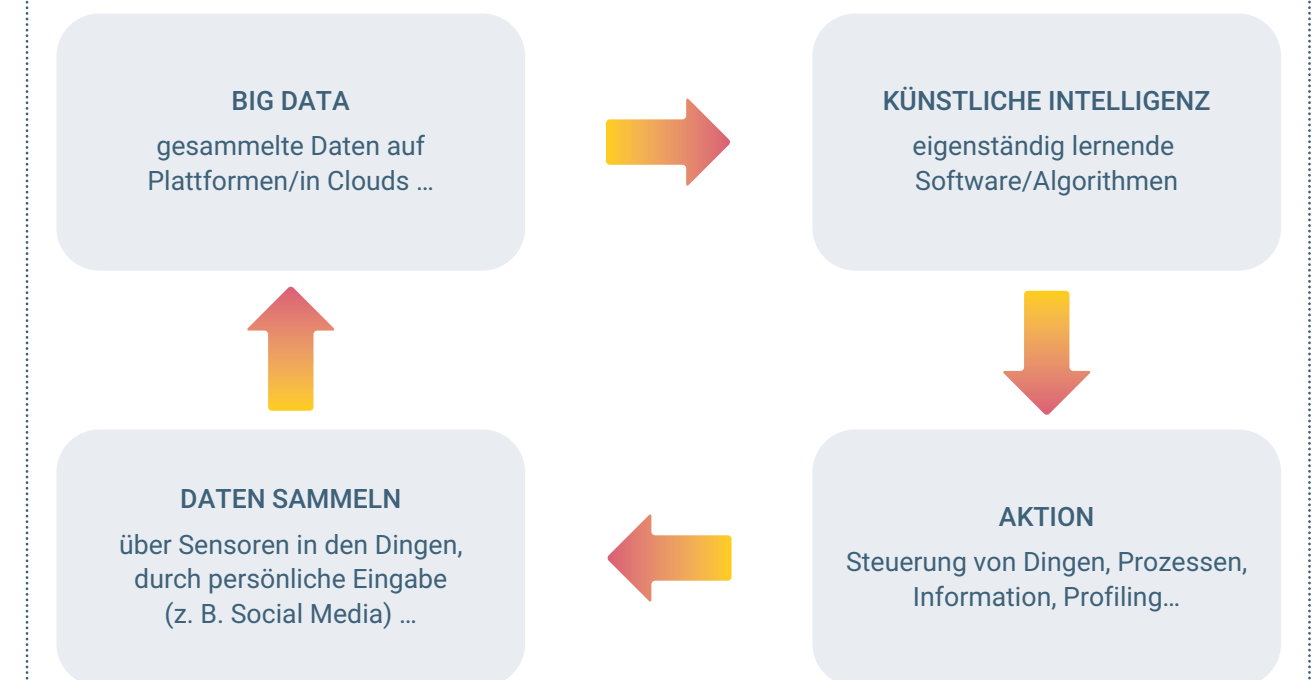 BIG DATA
gesammelte Daten auf
Plattformen/in Clouds …
KÜNSTLICHE INTELLIGENZ
eigenständig lernende
Software/Algorithmen
DATEN SAMMELN
über Sensoren in den Dingen,
durch persönliche Eingabe
(z. B. Social Media) …
AKTION
Steuerung von Dingen, Prozessen,
Information, Profiling…